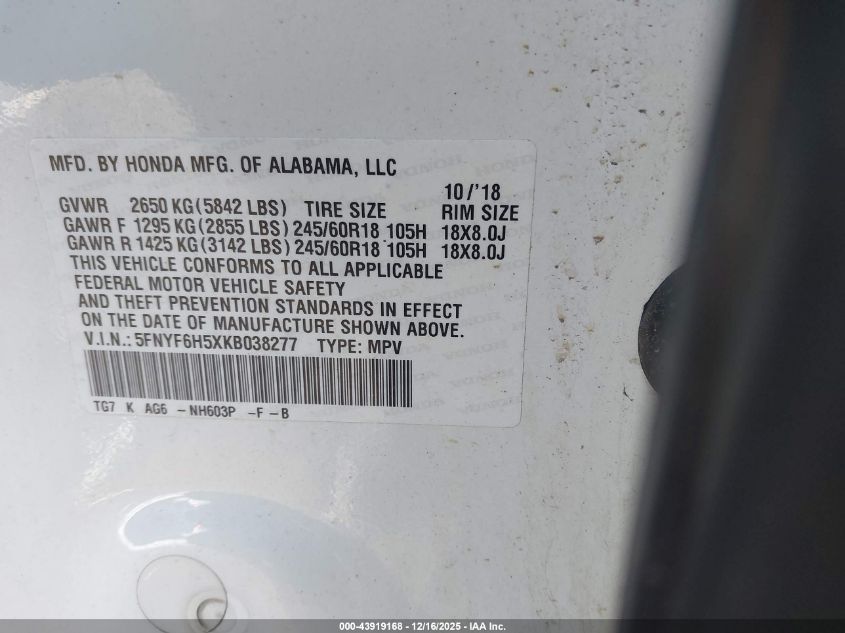 MFD. BY HONDA MFG. OF ALABAMA, LLC
10/'18
GVWR 2650 KG(5842 LBS) TIRE SIZE RIM SIZE
GAWR F 1295 KG(2855 LBS) 245/60R18 105H 18X8.0J
GAWR R 1425 KG(3142 LBS) 245/60R18 105H 18X8.0J
THIS VEHICLE CONFORMS TO ALL APPLICABLE
FEDERAL MOTOR VEHICLE SAFETY
AND THEFT PREVENTION STANDARDS IN EFFECT
ON THE DATE OF MANUFACTURE SHOWN ABOVE.
V.I.N.: 5FNYF6H5XKB038277 TYPE: MPV
TG7 K AG6 -NH603P -F -B
000-43919168 - 12/16/2025 - IAA Inc.